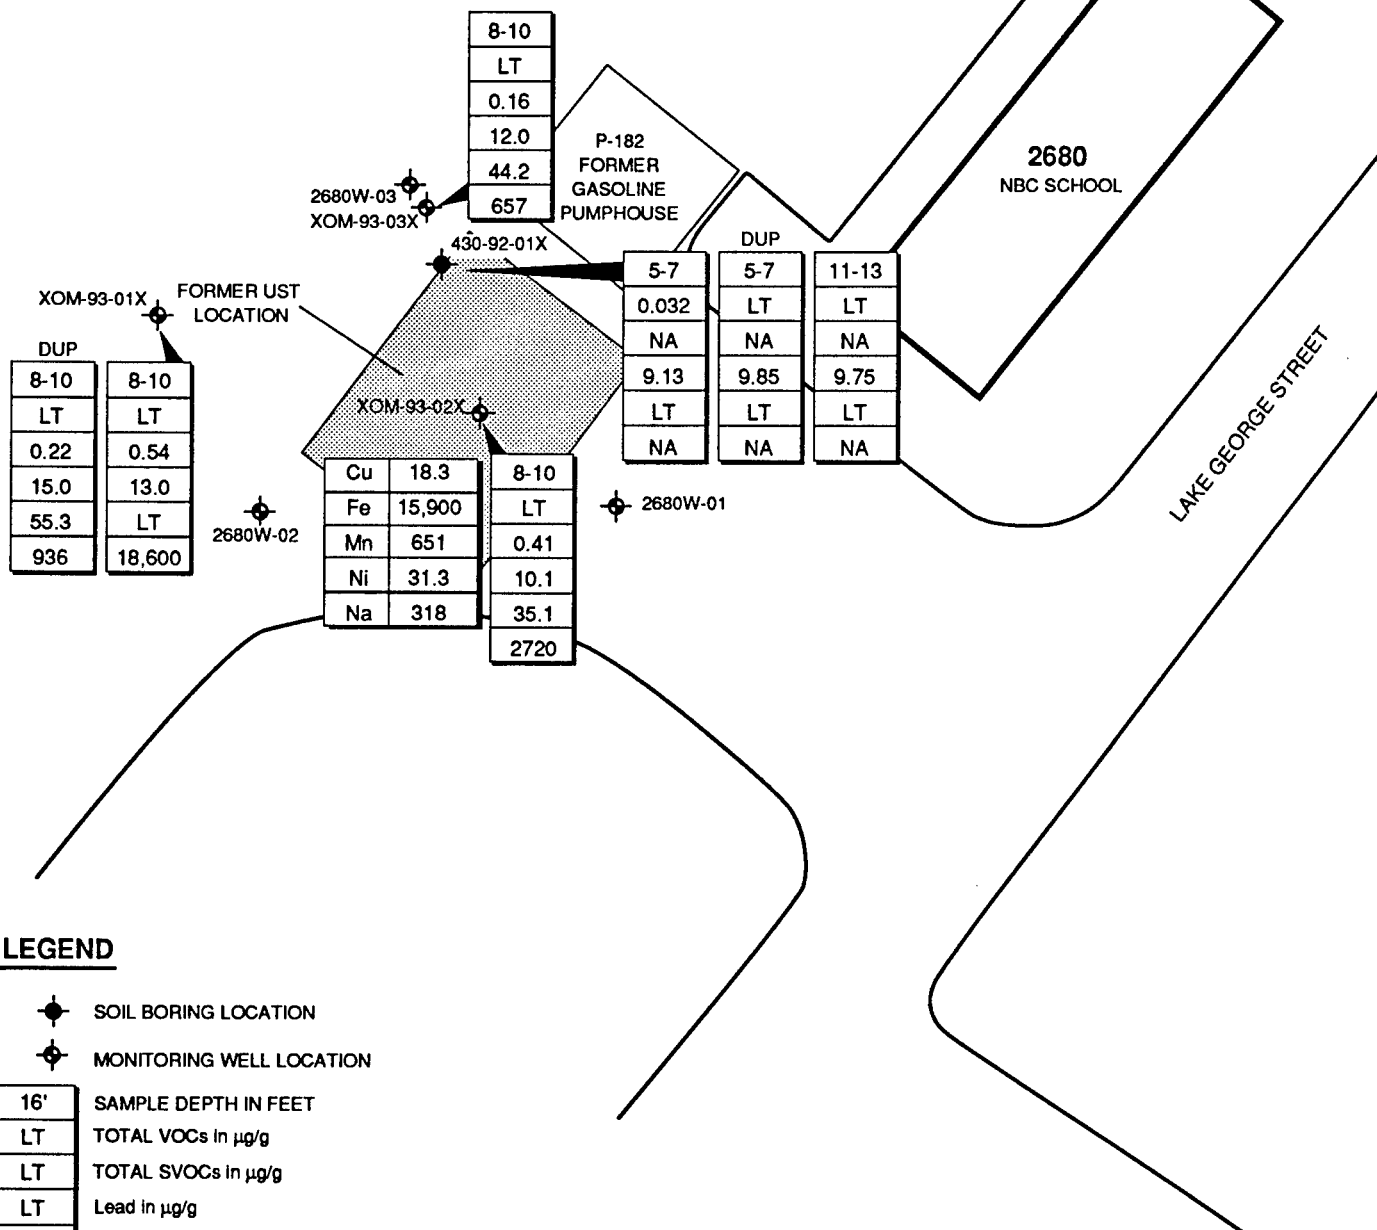 8-10
LT
0.16
12.0
44.2
657
P-182
FORMER
GASOLINE
PUMPHOUSE
2680
NBC SCHOOL
2680W-03
XOM-93-03X
430-92-01X
DUP
5-7
0.032
NA
9.13
LT
NA
5-7
LT
NA
9.85
LT
NA
11-13
LT
NA
9.75
LT
NA
XOM-93-01X
FORMER UST
LOCATION
DUP
8-10
LT
0.22
15.0
55.3
936
8-10
LT
0.54
13.0
LT
18,600
XOM-93-02X
2680W-02
Cu 18.3
Fe 15,900
Mn 651
Ni 31.3
Na 318
8-10
LT
0.41
10.1
35.1
2720
2680W-01
LAKE GEORGE STREET
LEGEND
SOIL BORING LOCATION
MONITORING WELL LOCATION
16' SAMPLE DEPTH IN FEET
LT TOTAL VOCs in µg/g
LT TOTAL SVOCs in µg/g
LT Lead in µg/g